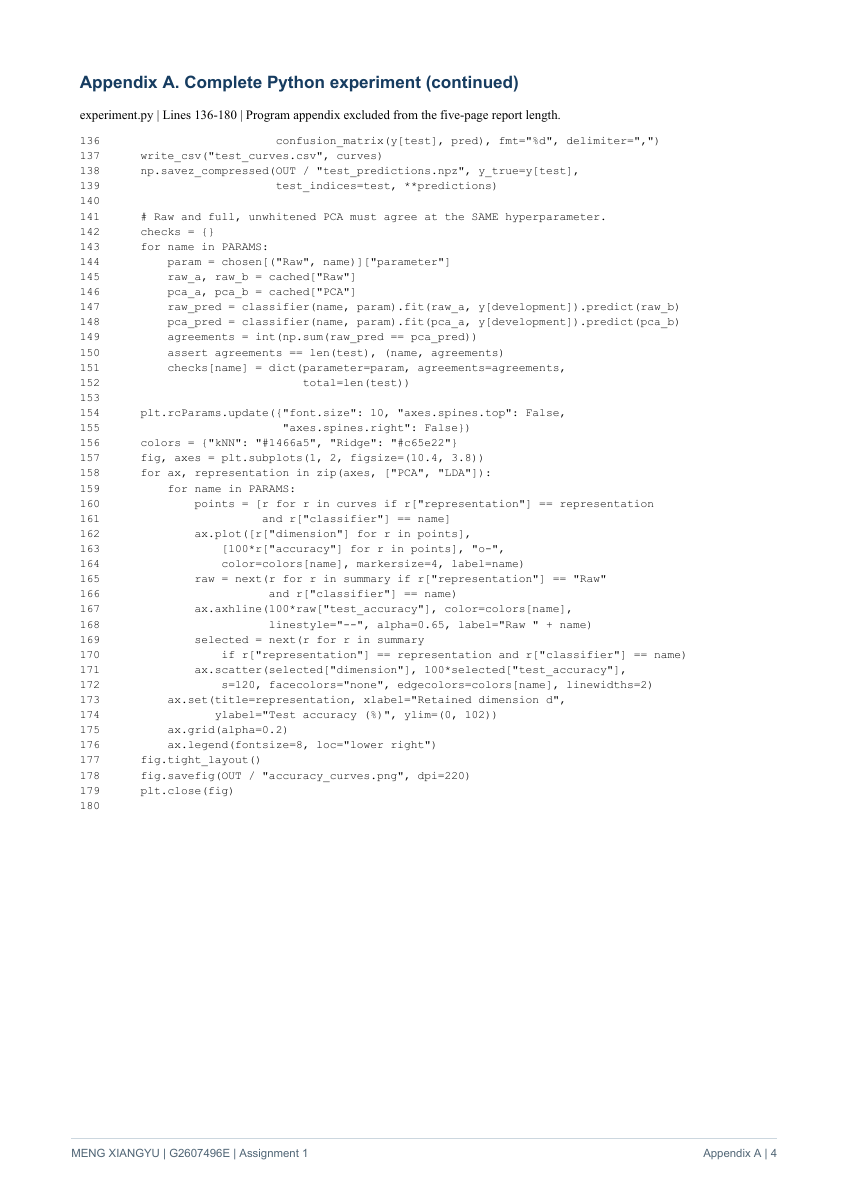 Appendix A. Complete Python experiment (continued)
experiment.py | Lines 136-180 | Program appendix excluded from the five-page report length.
136                          confusion_matrix(y[test], pred), fmt="%d", delimiter=",")
137      write_csv("test_curves.csv", curves)
138      np.savez_compressed(OUT / "test_predictions.npz", y_true=y[test],
139                          test_indices=test, **predictions)
140
141      # Raw and full, unwhitened PCA must agree at the SAME hyperparameter.
142      checks = {}
143      for name in PARAMS:
144          param = chosen[("Raw", name)]["parameter"]
145          raw_a, raw_b = cached["Raw"]
146          pca_a, pca_b = cached["PCA"]
147          raw_pred = classifier(name, param).fit(raw_a, y[development]).predict(raw_b)
148          pca_pred = classifier(name, param).fit(pca_a, y[development]).predict(pca_b)
149          agreements = int(np.sum(raw_pred == pca_pred))
150          assert agreements == len(test), (name, agreements)
151          checks[name] = dict(parameter=param, agreements=agreements,
152                              total=len(test))
153
154      plt.rcParams.update({"font.size": 10, "axes.spines.top": False,
155                           "axes.spines.right": False})
156      colors = {"kNN": "#1466a5", "Ridge": "#c65e22"}
157      fig, axes = plt.subplots(1, 2, figsize=(10.4, 3.8))
158      for ax, representation in zip(axes, ["PCA", "LDA"]):
159          for name in PARAMS:
160              points = [r for r in curves if r["representation"] == representation
161                        and r["classifier"] == name]
162              ax.plot([r["dimension"] for r in points],
163                  [100*r["accuracy"] for r in points], "o-",
164                  color=colors[name], markersize=4, label=name)
165              raw = next(r for r in summary if r["representation"] == "Raw"
166                         and r["classifier"] == name)
167              ax.axhline(100*raw["test_accuracy"], color=colors[name],
168                         linestyle="--", alpha=0.65, label="Raw " + name)
169              selected = next(r for r in summary
170                  if r["representation"] == representation and r["classifier"] == name)
171              ax.scatter(selected["dimension"], 100*selected["test_accuracy"],
172                  s=120, facecolors="none", edgecolors=colors[name], linewidths=2)
173          ax.set(title=representation, xlabel="Retained dimension d",
174                 ylabel="Test accuracy (%)", ylim=(0, 102))
175          ax.grid(alpha=0.2)
176          ax.legend(fontsize=8, loc="lower right")
177      fig.tight_layout()
178      fig.savefig(OUT / "accuracy_curves.png", dpi=220)
179      plt.close(fig)
180
MENG XIANGYU | G2607496E | Assignment 1
Appendix A | 4